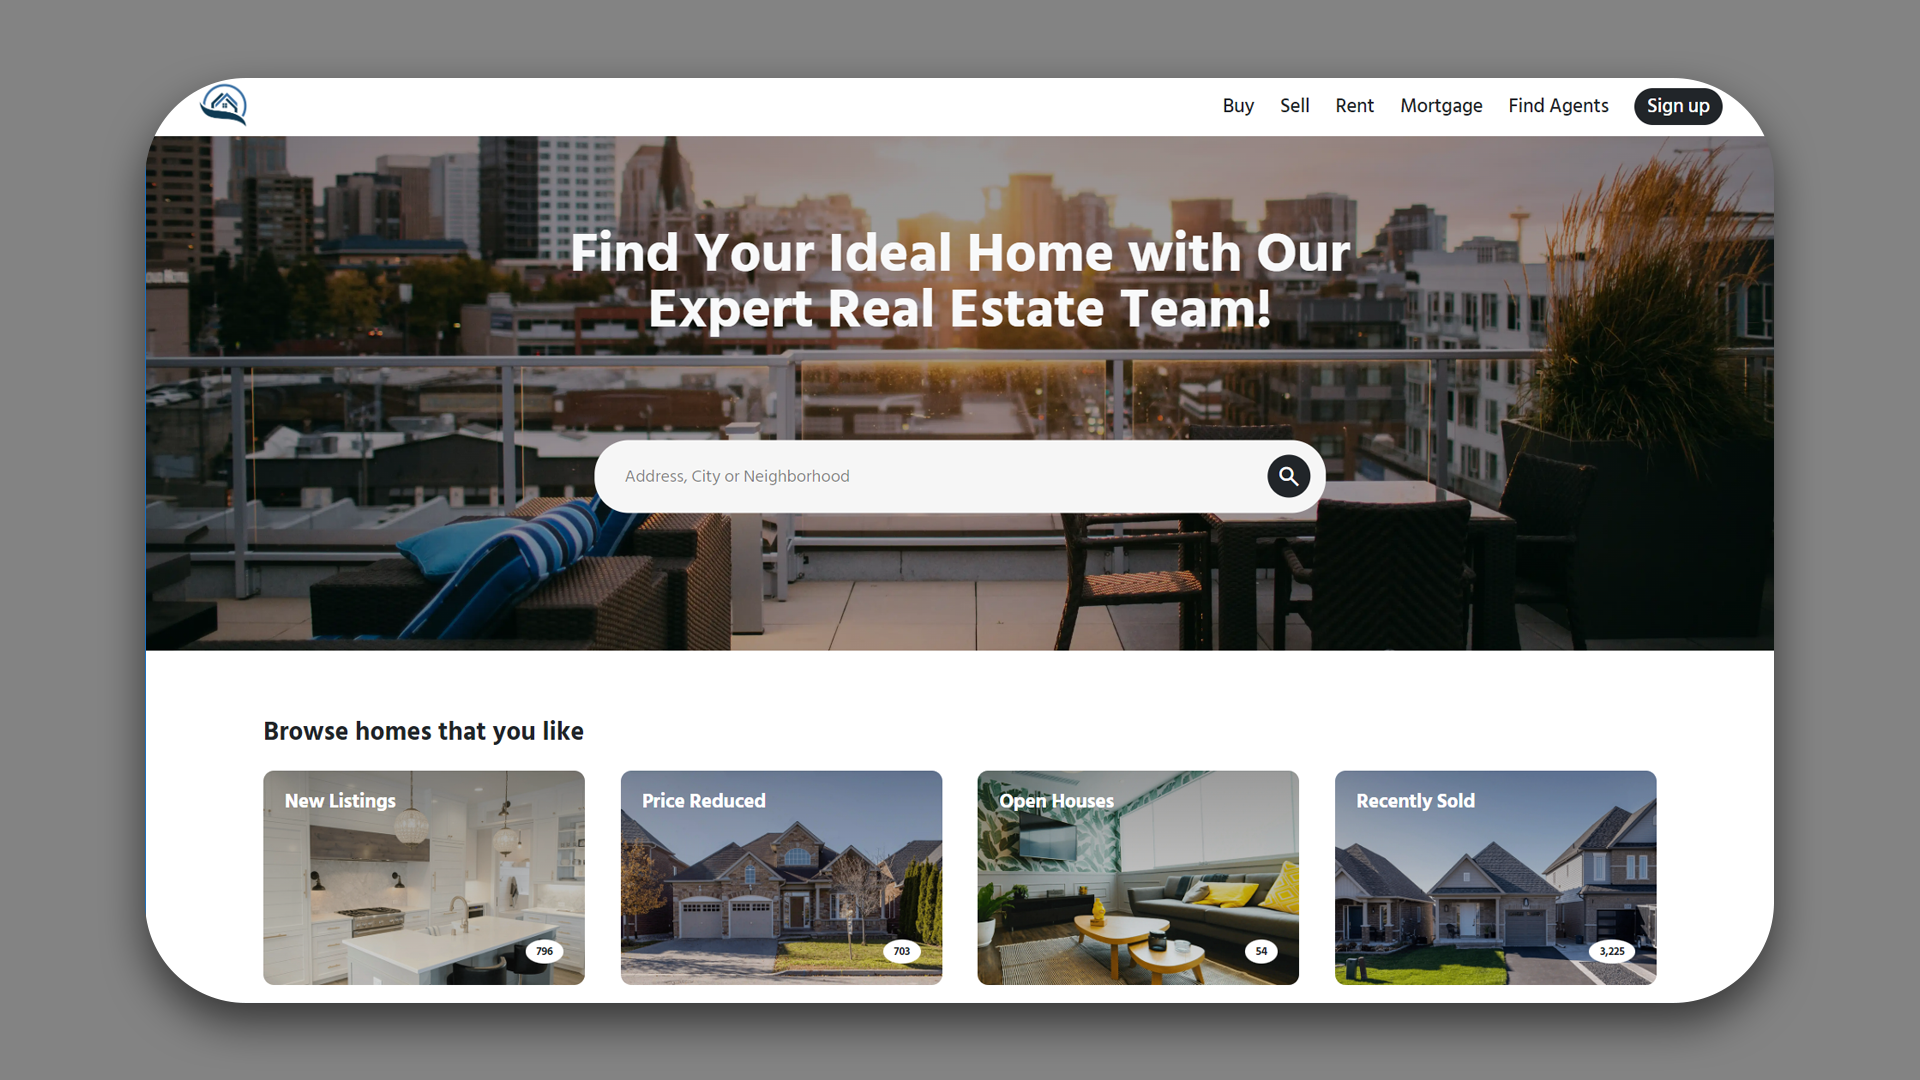 Buy Sell Rent Mortgage Find Agents Sign up
Find Your Ideal Home with Our
Expert Real Estate Team!
Address, City or Neighborhood
Browse homes that you like
New Listings
796
Price Reduced
703
Open Houses
54
Recently Sold
3,225